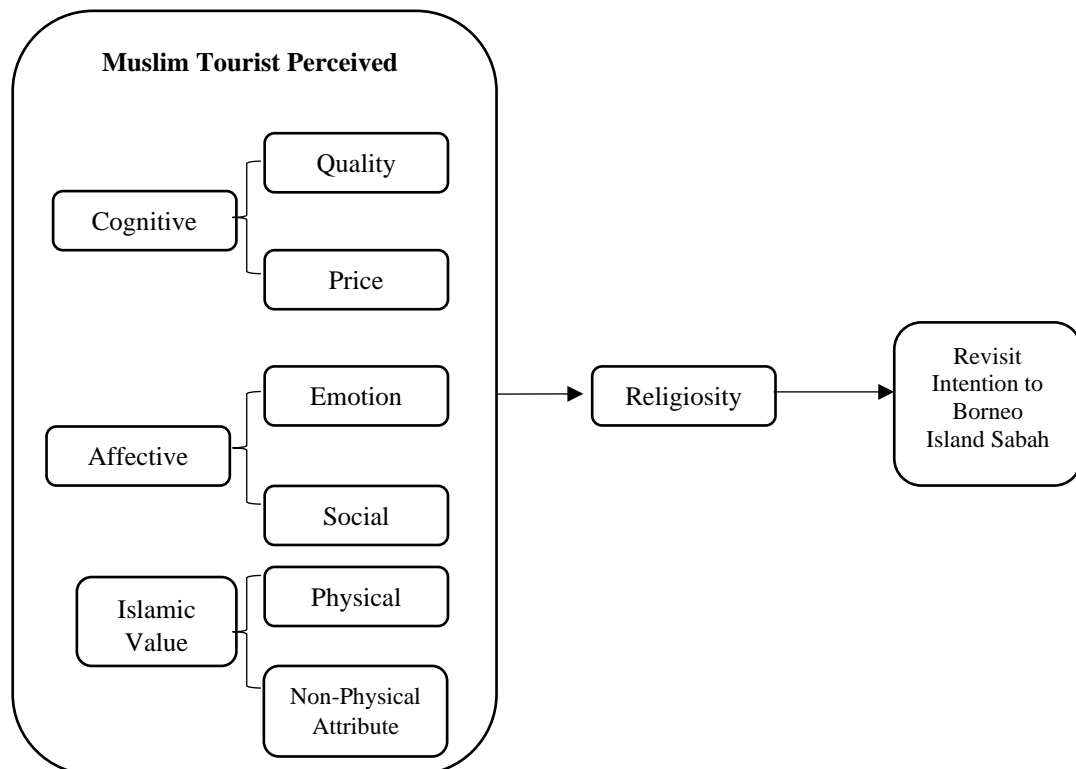 Muslim Tourist Perceived
Quality
Cognitive
Price
Emotion
Affective
Social
Physical
Islamic
Value
Non-Physical
Attribute
Religiosity
Revisit
Intention to
Borneo
Island Sabah